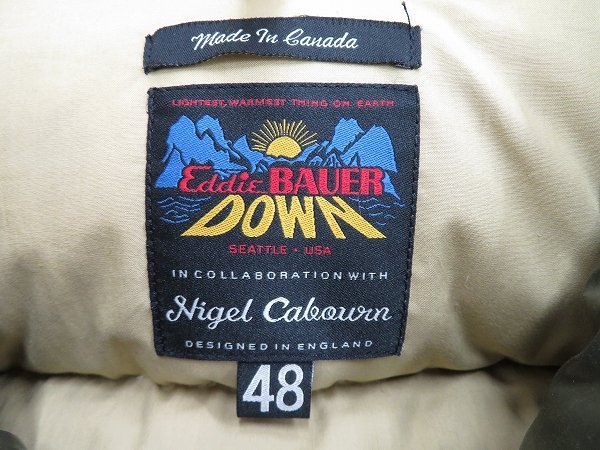 Made In Canada
LIGHTEST, WARMEST THING ON EARTH
Eddie BAUER
DOWN
SEATTLE • USA
IN COLLABORATION WITH
Nigel Cabourn
DESIGNED IN ENGLAND
48